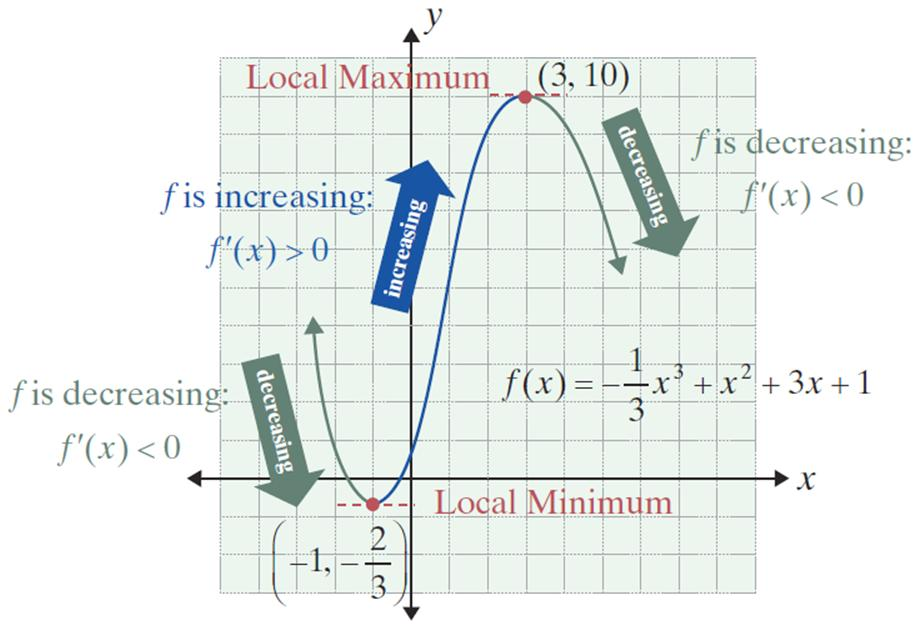 y
Local Maximum
(3, 10)
decreasing
f is decreasing:
f′(x) < 0
f is increasing:
f′(x) > 0
increasing
f(x) = −1/3x³ + x² + 3x + 1
f is decreasing:
f′(x) < 0
decreasing
x
Local Minimum
(−1, −2/3)